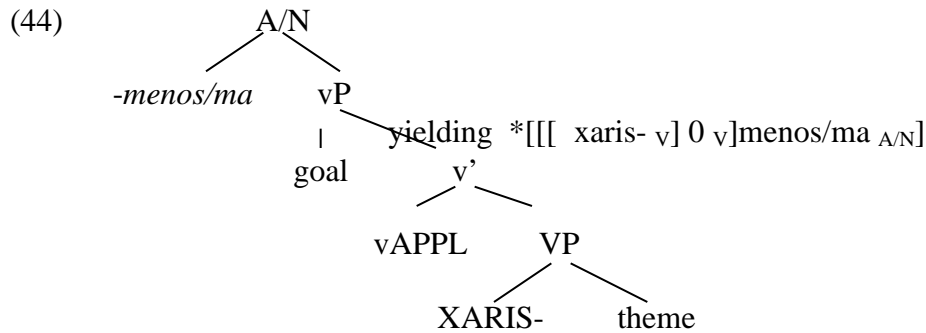 (44) A/N
-menos/ma vP
yielding *[[[ xaris- V] 0 v]menos/ma A/N]
goal v’
vAPPL VP
XARIS- theme